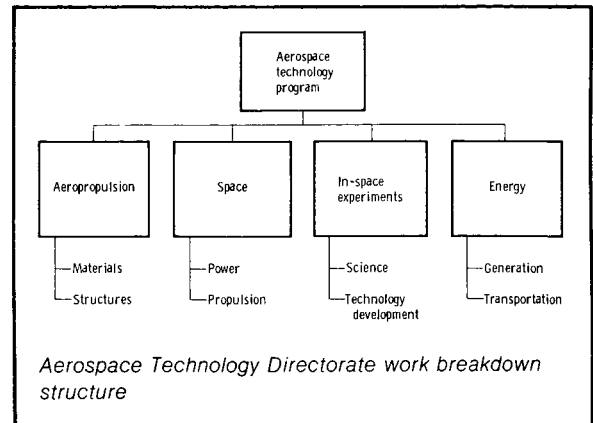 Aerospace
technology
program
Aeropropulsion
Space
In-space
experiments
Energy
Materials
Structures
Power
Propulsion
Science
Technology
development
Generation
Transportation
Aerospace Technology Directorate work breakdown
structure